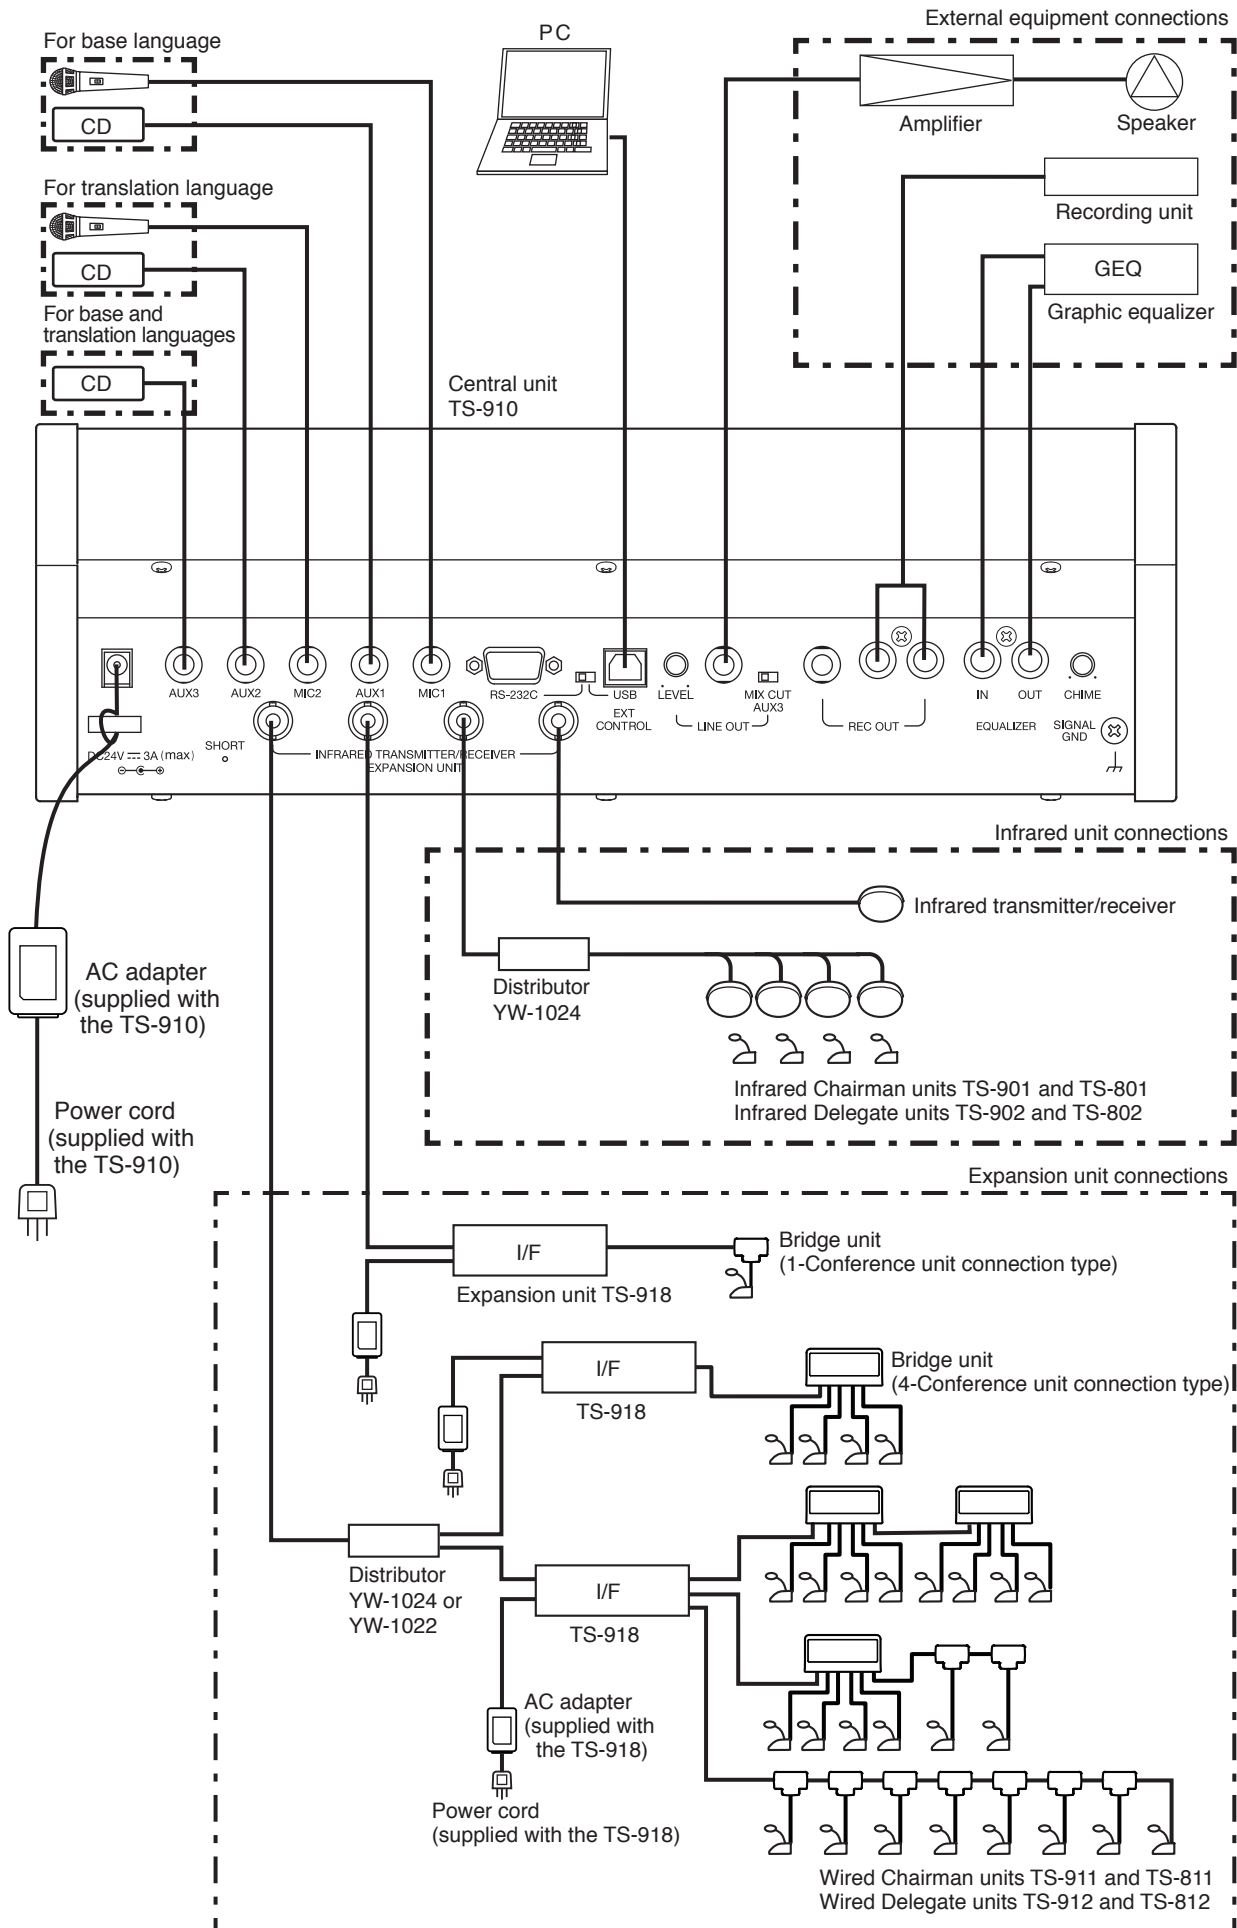 External equipment connections
For base language
PC
CD
Amplifier
Speaker
For translation language
Recording unit
CD
GEQ
Graphic equalizer
For base and
translation languages
CD
Central unit
TS-910
AUX3
AUX2
MIC2
AUX1
MIC1
RS-232C
USB
EXT
CONTROL
LEVEL
LINE OUT
MIX CUT
AUX3
REC OUT
IN
OUT
EQUALIZER
CHIME
SIGNAL
GND
DC24V 3A (max)
SHORT
INFRARED TRANSMITTER/RECEIVER
EXPANSION UNIT
Infrared unit connections
Infrared transmitter/receiver
AC adapter
(supplied with
the TS-910)
Distributor
YW-1024
Infrared Chairman units TS-901 and TS-801
Infrared Delegate units TS-902 and TS-802
Power cord
(supplied with
the TS-910)
Expansion unit connections
I/F
Expansion unit TS-918
Bridge unit
(1-Conference unit connection type)
I/F
TS-918
Bridge unit
(4-Conference unit connection type)
Distributor
YW-1024 or
YW-1022
I/F
TS-918
AC adapter
(supplied with
the TS-918)
Power cord
(supplied with the TS-918)
Wired Chairman units TS-911 and TS-811
Wired Delegate units TS-912 and TS-812